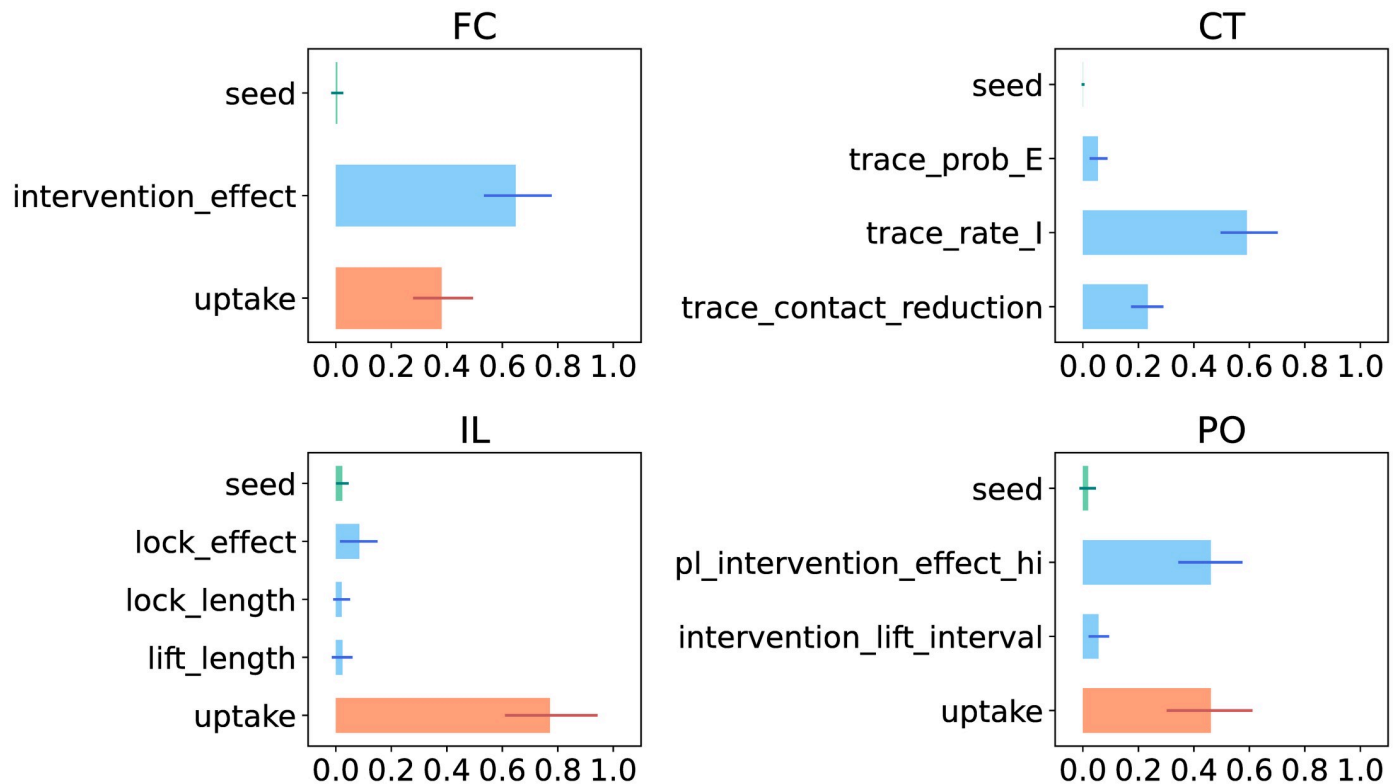 FC
seed
intervention_effect
uptake
0.0 0.2 0.4 0.6 0.8 1.0
CT
seed
trace_prob_E
trace_rate_I
trace_contact_reduction
0.0 0.2 0.4 0.6 0.8 1.0
IL
seed
lock_effect
lock_length
lift_length
uptake
0.0 0.2 0.4 0.6 0.8 1.0
PO
seed
pl_intervention_effect_hi
intervention_lift_interval
uptake
0.0 0.2 0.4 0.6 0.8 1.0